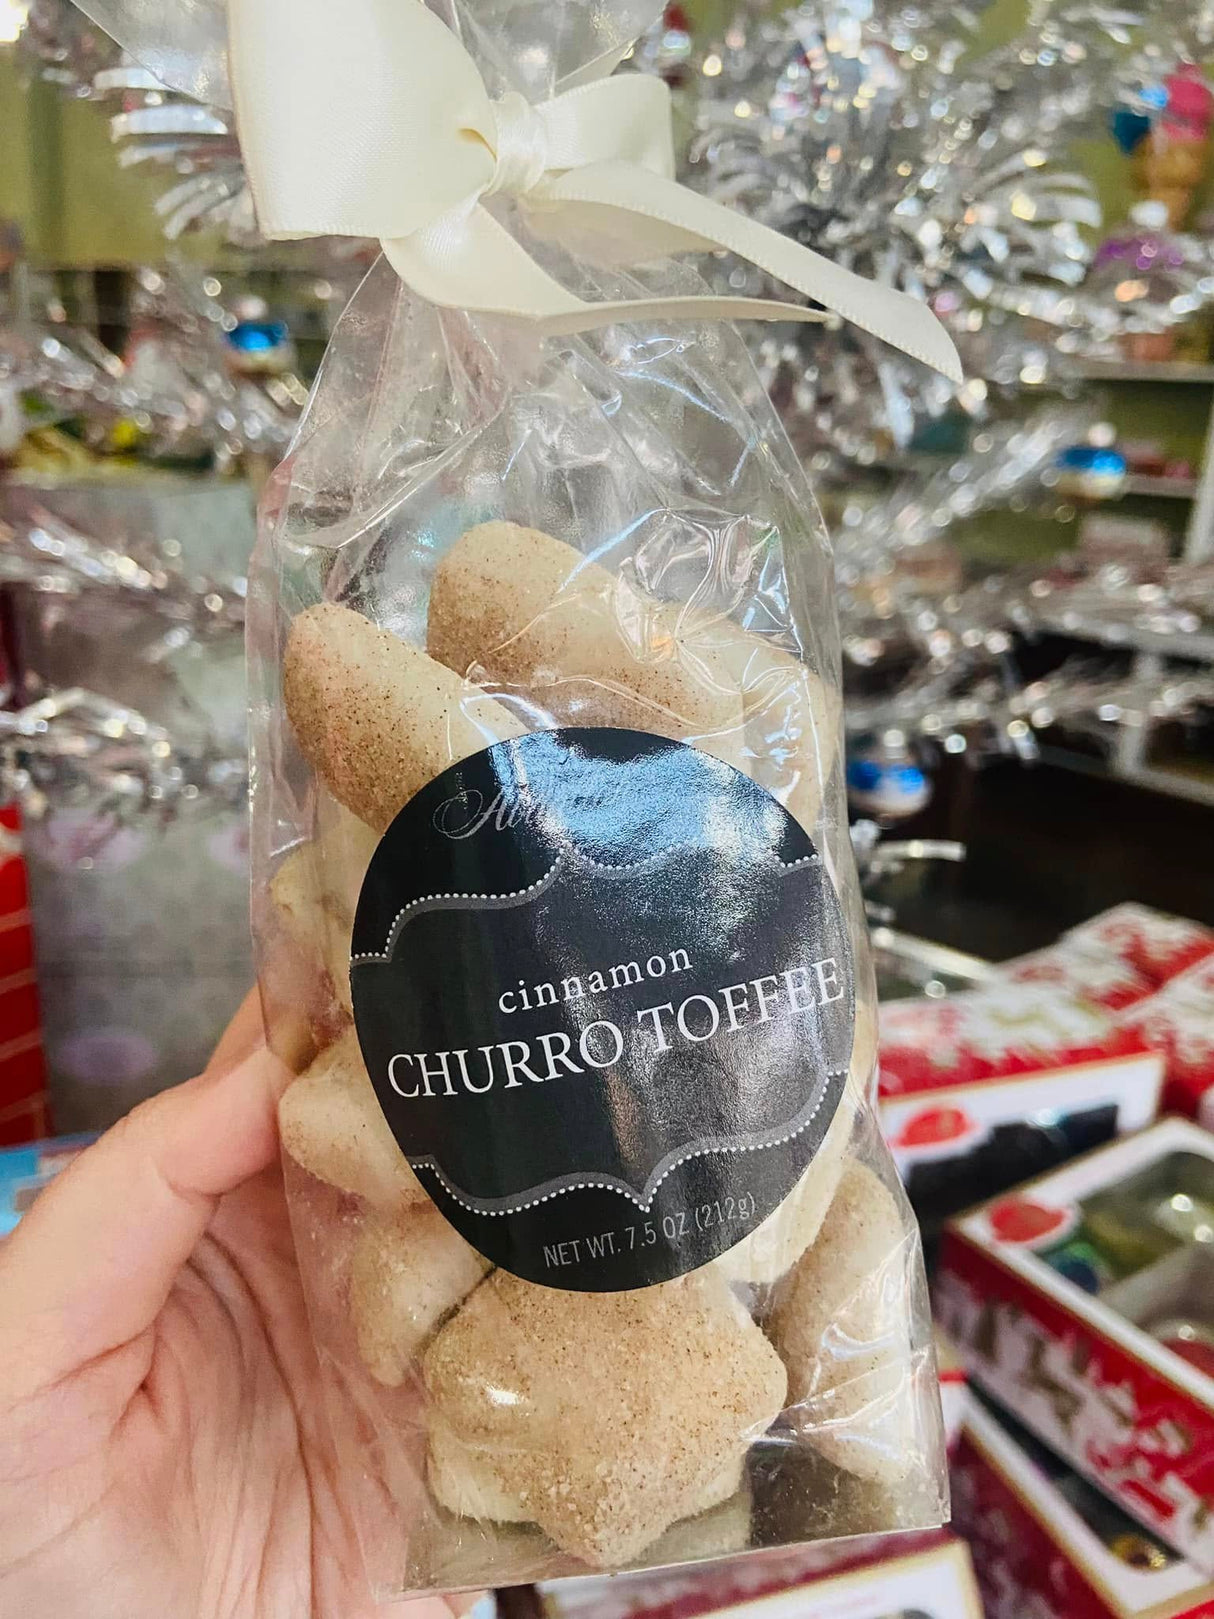 cinnamon
CHURRO TOFFEE
NET WT. 7.5 OZ (212g)